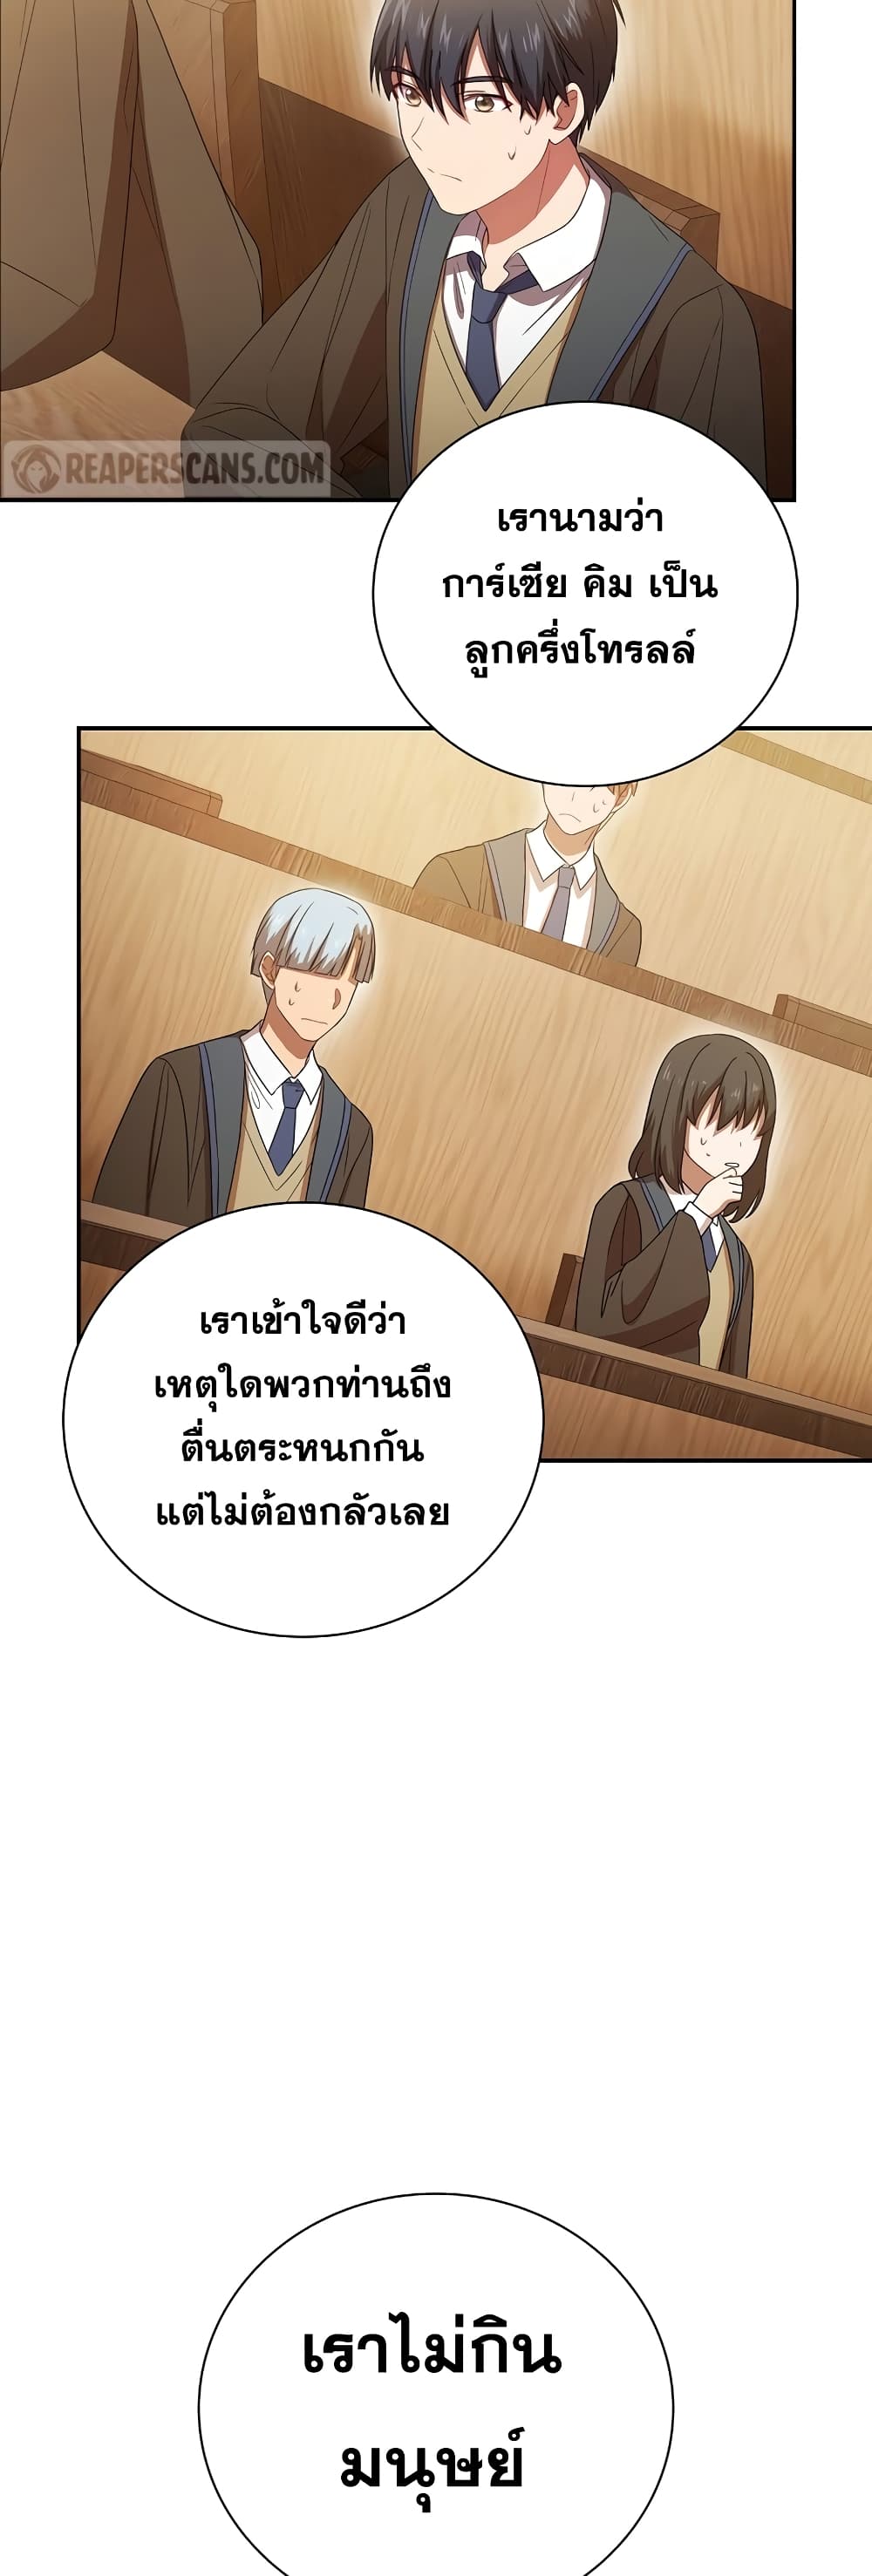 REAPERSCANS.COM
เรานามว่า
การ์เซีย คิม เป็น
ลูกครึ่งโทรลล์
เราเข้าใจดีว่า
เหตุใดพวกท่านถึง
ตื่นตระหนกกัน
แต่ไม่ต้องกลัวเลย
เราไม่กิน
มนุษย์